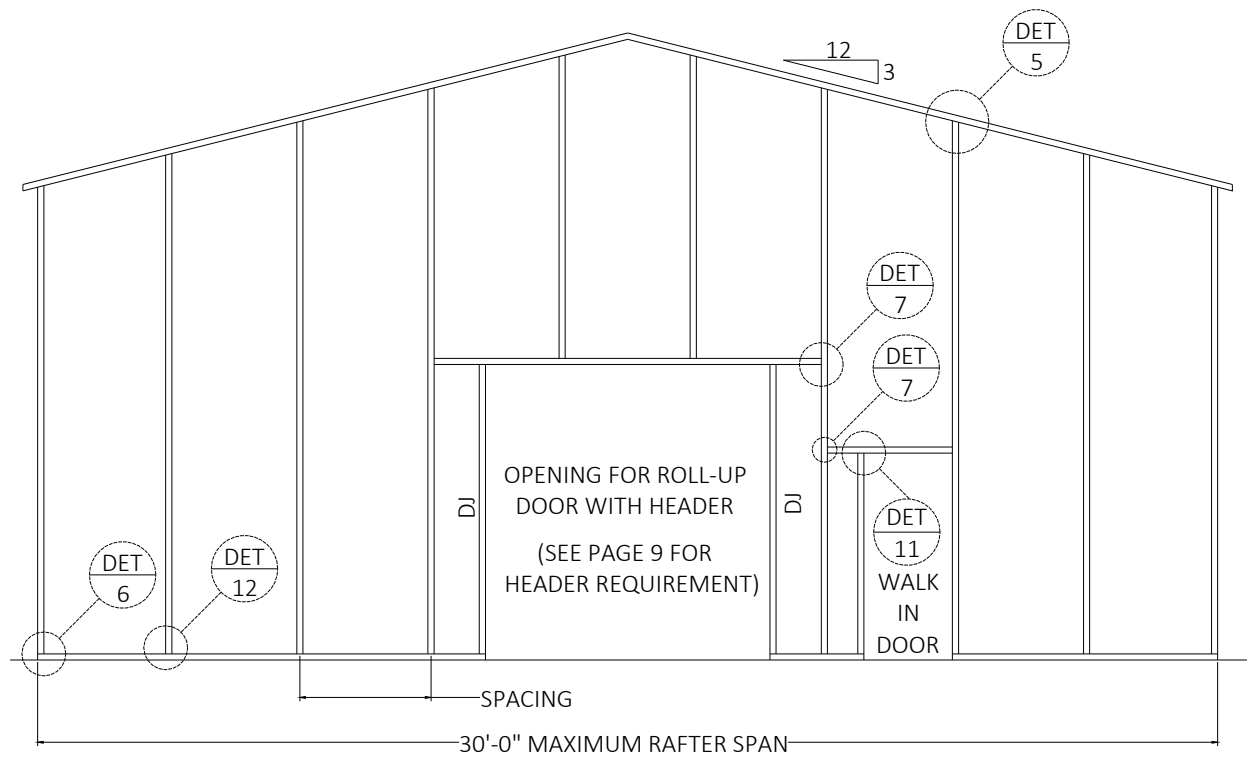 DET
5
12
3
DET
7
DET
7
OPENING FOR ROLL-UP
DOOR WITH HEADER
(SEE PAGE 9 FOR
HEADER REQUIREMENT)
DJ
DJ
DET
11
WALK
IN
DOOR
DET
6
DET
12
SPACING
30'-0" MAXIMUM RAFTER SPAN